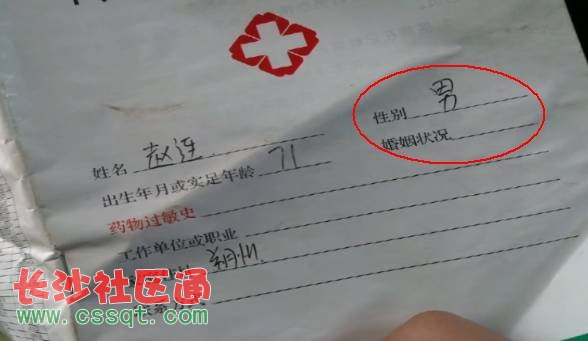 性别 男
婚姻状况
姓名 赵连
出生年月或实足年龄 71
药物过敏史
工作单位或职业
朔州
长沙社区通
www.cssqt.com